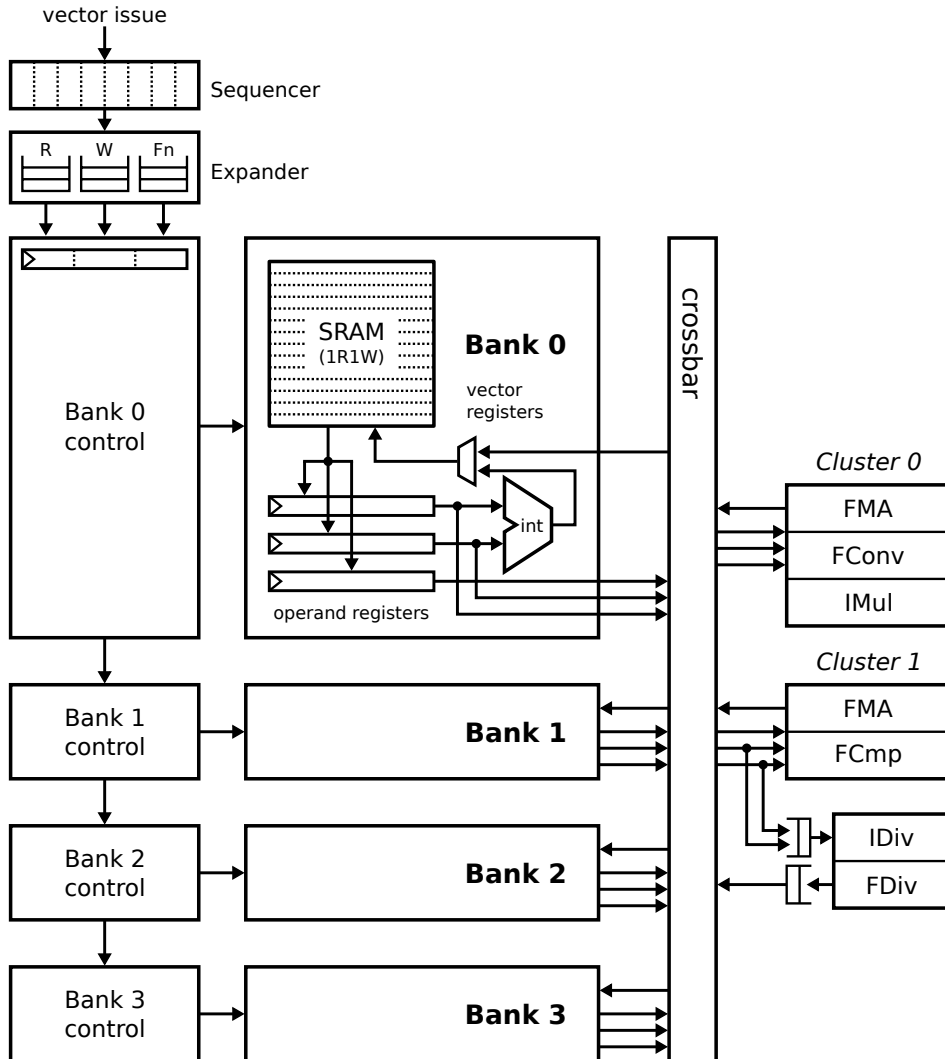 vector issue
Sequencer
R W Fn
Expander
SRAM
(1R1W)
Bank 0
vector
registers
crossbar
Bank 0
control
int
operand registers
Cluster 0
FMA
FConv
IMul
Cluster 1
FMA
FCmp
Bank 1
control
Bank 1
IDiv
FDiv
Bank 2
control
Bank 2
Bank 3
control
Bank 3